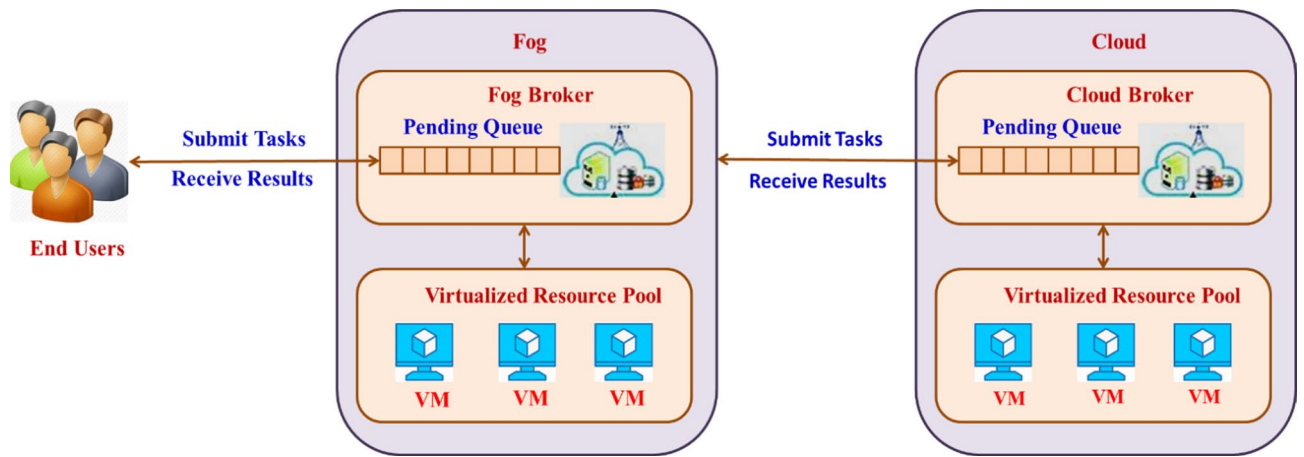 Fog
Fog Broker
Pending Queue
Submit Tasks
Receive Results
End Users
Virtualized Resource Pool
VM
VM
VM
Submit Tasks
Receive Results
Cloud
Cloud Broker
Pending Queue
Virtualized Resource Pool
VM
VM
VM